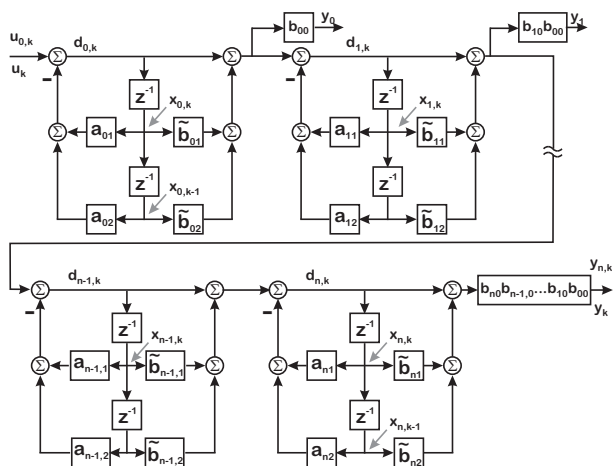 u₀,ₖ d₀,ₖ b₀₀ y₀ d₁,ₖ b₁₀b₀₀ y₁
uₖ Σ Σ Σ Σ
z⁻¹ z⁻¹
x₀,ₖ x₁,ₖ
Σ a₀₁ b̃₀₁ Σ Σ a₁₁ b̃₁₁ Σ
z⁻¹ x₀,ₖ₋₁ z⁻¹
a₀₂ b̃₀₂ a₁₂ b̃₁₂
dₙ₋₁,ₖ dₙ,ₖ yₙ,ₖ
Σ Σ Σ Σ bₙ₀bₙ₋₁,₀...b₁₀b₀₀
yₖ
z⁻¹ z⁻¹
xₙ₋₁,ₖ xₙ,ₖ
Σ aₙ₋₁,₁ b̃ₙ₋₁,₁ Σ Σ aₙ₁ b̃ₙ₁ Σ
z⁻¹ z⁻¹ xₙ,ₖ₋₁
aₙ₋₁,₂ b̃ₙ₋₁,₂ aₙ₂ b̃ₙ₂